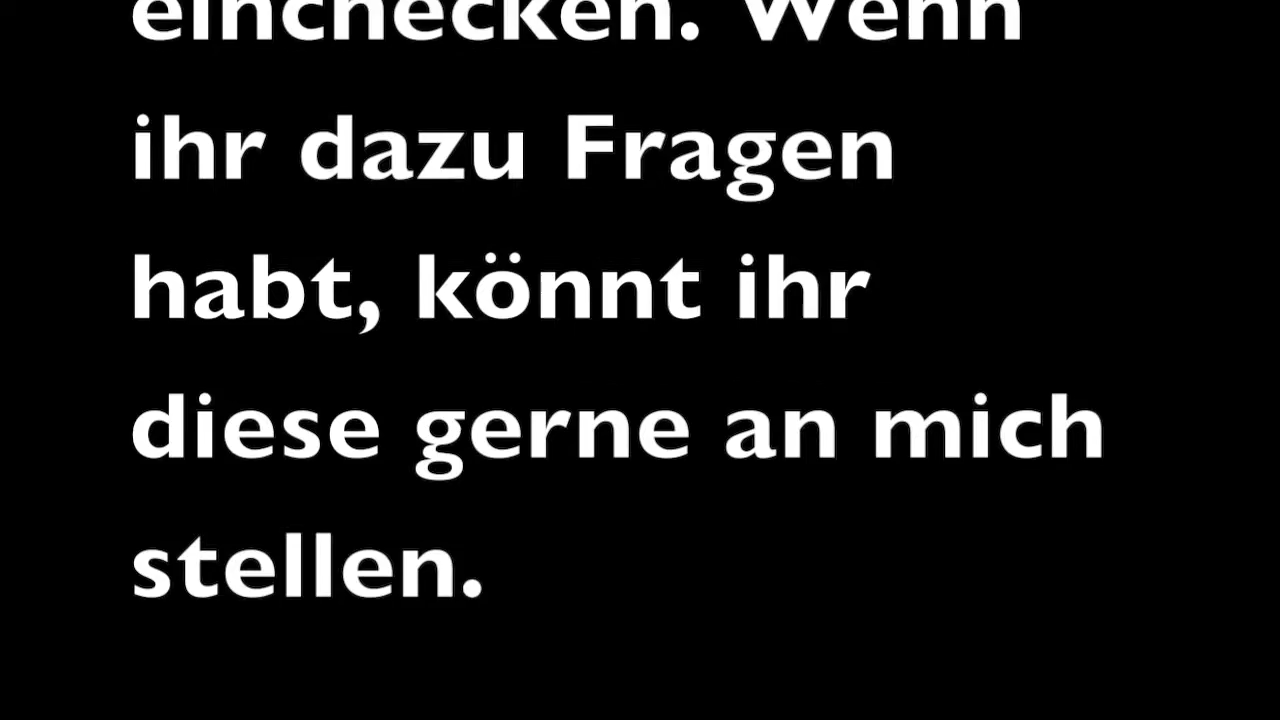 einchecken. Wenn
ihr dazu Fragen
habt, könnt ihr
diese gerne an mich
stellen.